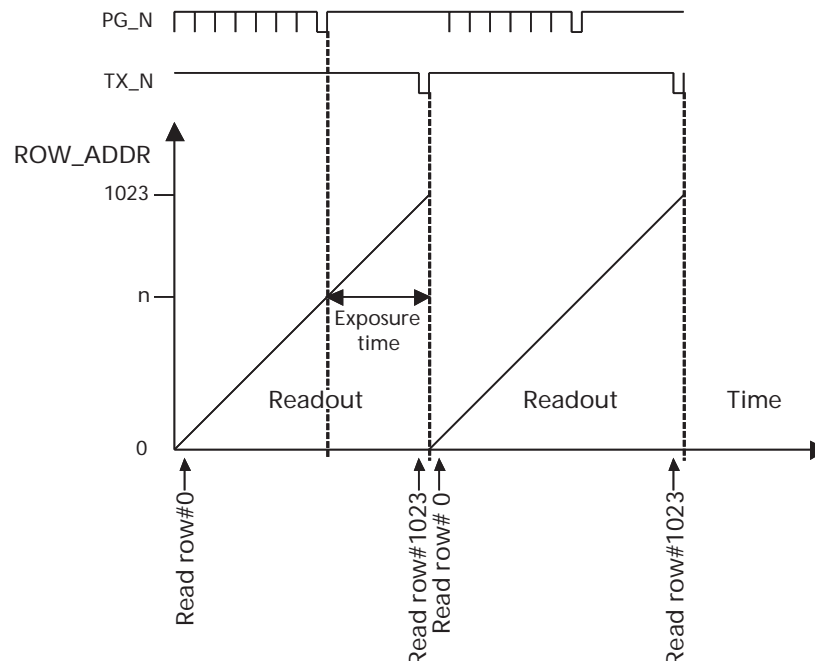 PG_N
TX_N
ROW_ADDR
1023
n
Exposure
time
Readout
Readout
Time
0
Read row#0
Read row#1023
Read row# 0
Read row#1023